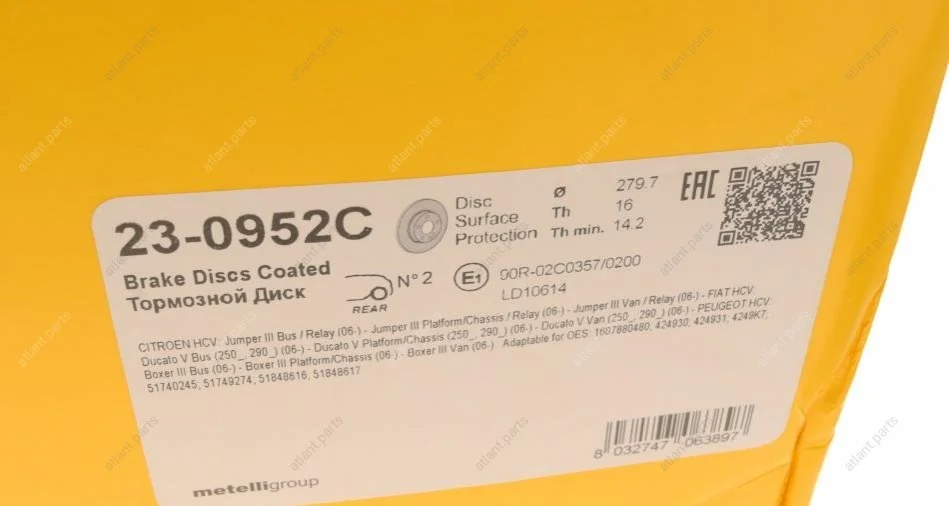 23-0952C
Brake Discs Coated
Тормозной Диск
Disc
Surface
Protection
ø 279.7
Th 16
Th min. 14.2
EAC
REAR
N° 2
E1
90R-02C0357/0200
LD10614
CITROEN HCV: Jumper III Bus / Relay (06-) - Jumper III Platform/Chassis / Relay (06-) - Jumper III Van / Relay (06-) - FIAT HCV:
Ducato V Bus (250_, 290_) (06-) - Ducato V Platform/Chassis (250_, 290_) (06-) - Ducato V Van (250_, 290_) (06-) - PEUGEOT HCV:
Boxer III Bus (06-) - Boxer III Platform/Chassis (06-) - Boxer III Van (06-). Adaptable for OES: 1607880480, 424930, 424931, 4249K7,
51740245, 51749274, 51848616, 51848617
8 032747 063897
metelligroup
atlant.parts